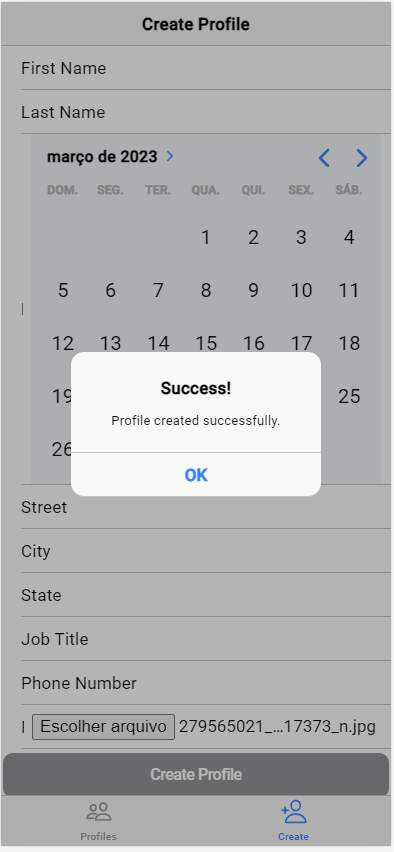 Create Profile
First Name
Last Name
março de 2023
DOM. SEG. TER. QUA. QUI. SEX. SÁB.
1 2 3 4
5 6 7 8 9 10 11
12 13 14 15 16 17 18
19 25
26
Success!
Profile created successfully.
OK
Street
City
State
Job Title
Phone Number
Escolher arquivo 279565021_...17373_n.jpg
Create Profile
Profiles Create